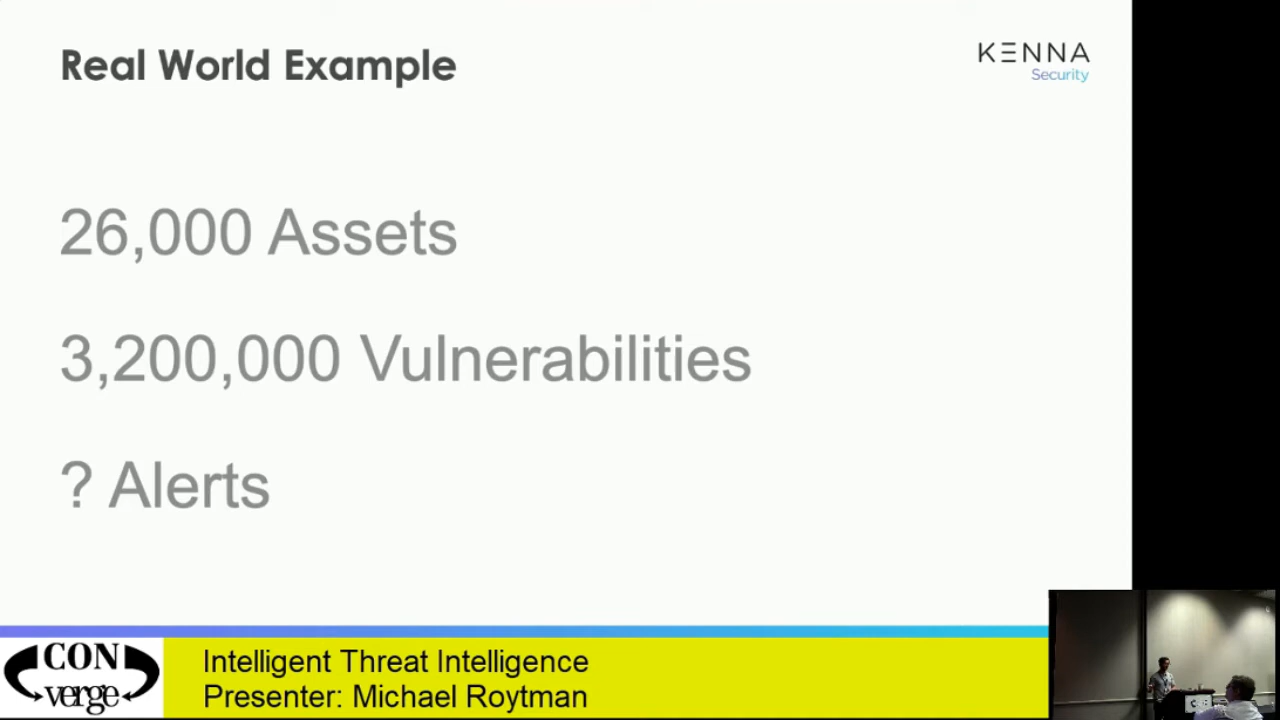 Real World Example
KENNA
Security
26,000 Assets
3,200,000 Vulnerabilities
? Alerts
CON
verge
Intelligent Threat Intelligence
Presenter: Michael Roytman